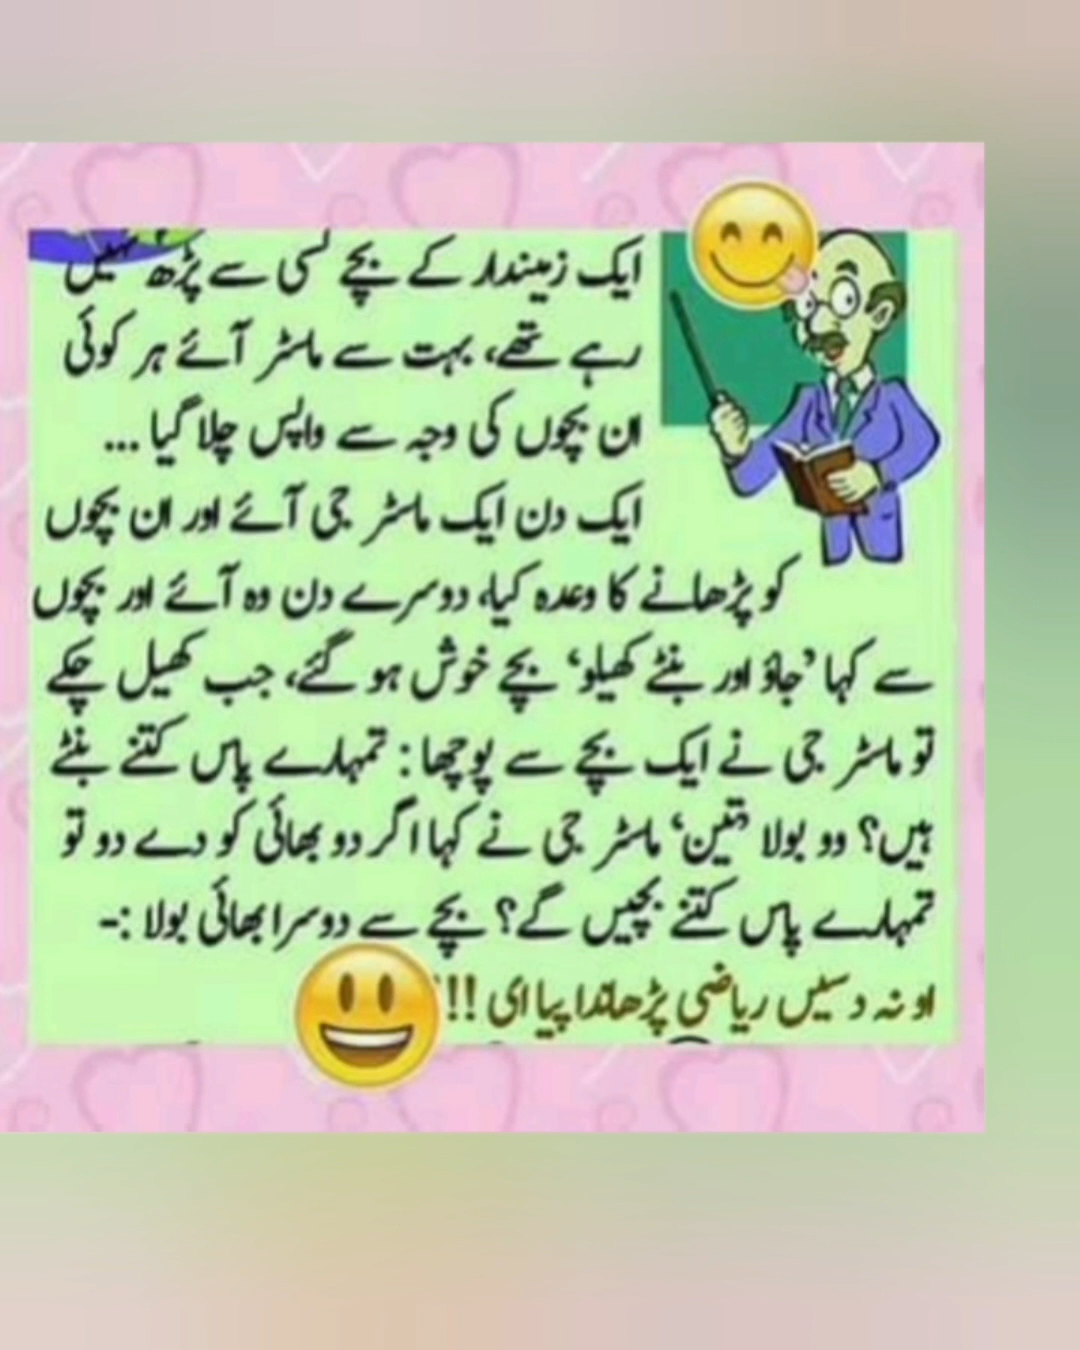 ایک زمیندار کے بچے کسی سے پڑھ نہیں
رہے تھے، بہت سے ماسٹر آئے ہر کوئی
ان بچوں کی وجہ سے واپس چلا گیا ...
ایک دن ایک ماسٹر جی آئے اور ان بچوں
کو پڑھانے کا وعدہ کیا، دوسرے دن وہ آئے اور بچوں
سے کہا ’جاؤ اور بنٹے کھیلو‘ بچے خوش ہو گئے، جب کھیل چکے
تو ماسٹر جی نے ایک بچے سے پوچھا: تمہارے پاس کتنے بنٹے
ہیں؟ وہ بولا ’تین‘ ماسٹر جی نے کہا اگر دو بھائی کو دے دو تو
تمہارے پاس کتنے بچیں گے؟ بچے سے دوسرا بھائی بولا :-
او نہ دسیں ریاضی پڑھاندا پیا ای !!